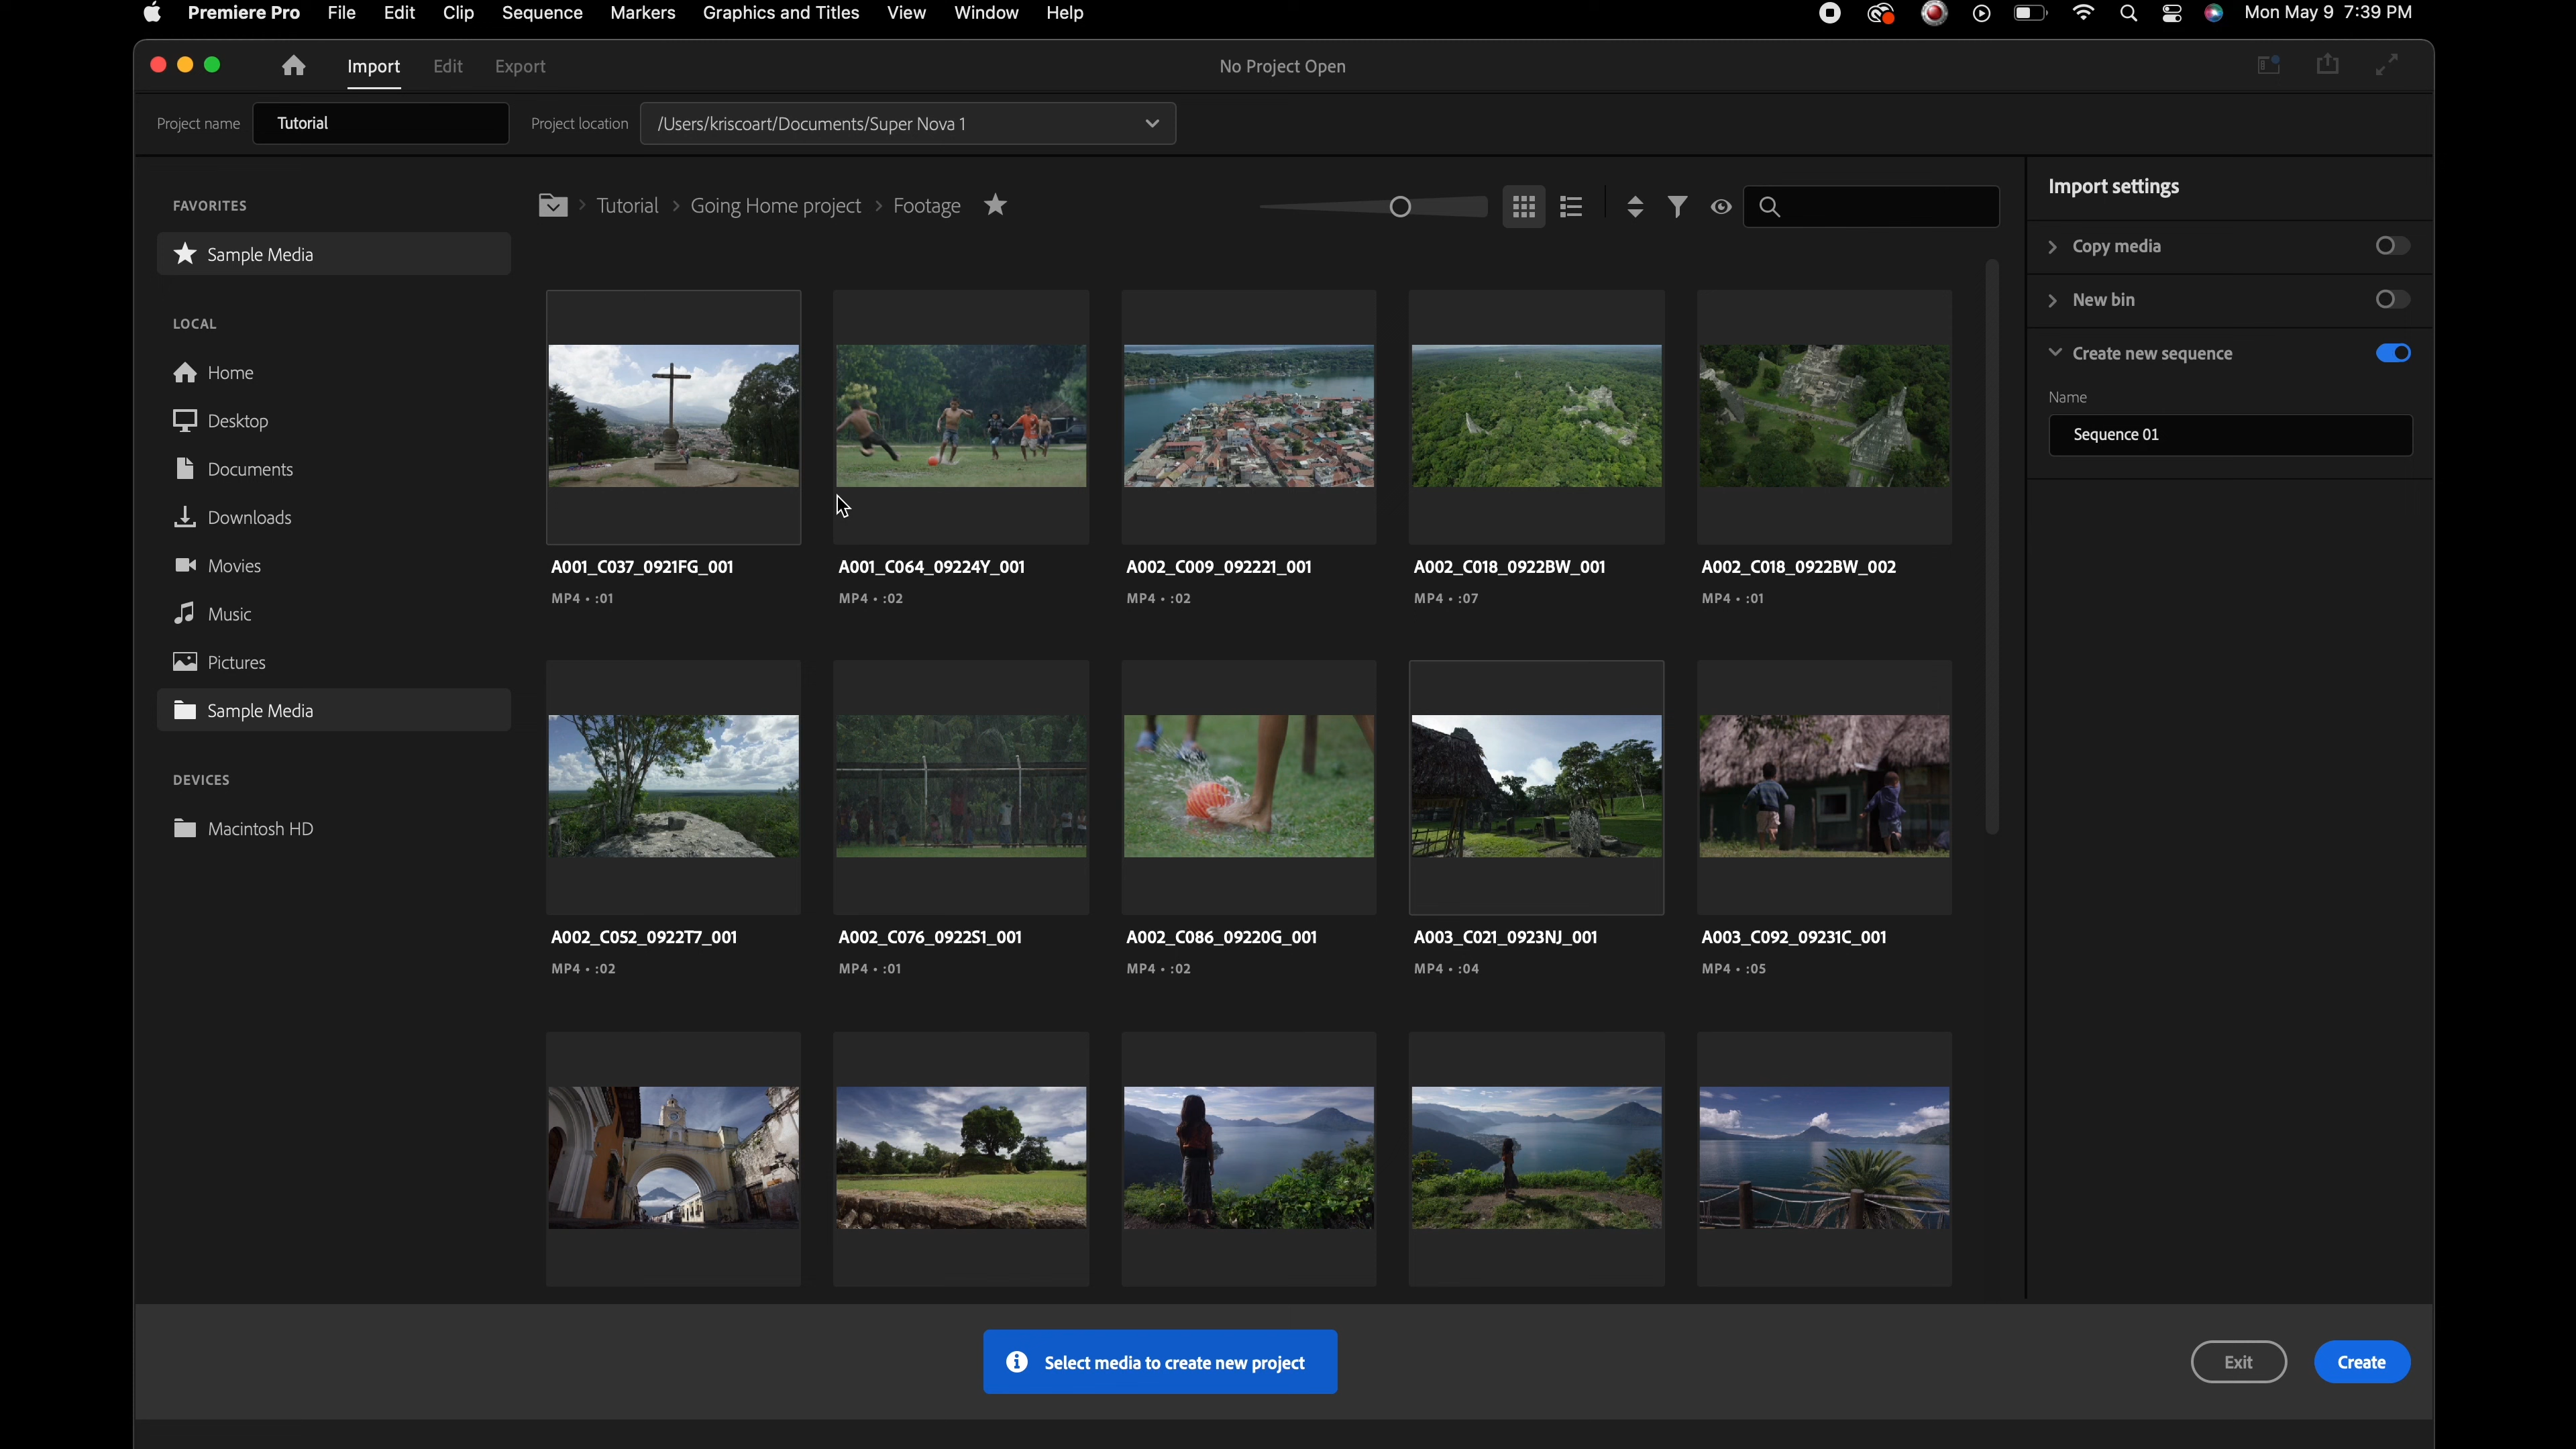 Premiere Pro File Edit Clip Sequence Markers Graphics and Titles View Window Help Mon May 9 7:39 PM
Import Edit Export No Project Open
Project name Tutorial Project location /Users/kriscoart/Documents/Super Nova 1
FAVORITES
Sample Media
LOCAL
Home
Desktop
Documents
Downloads
Movies
Music
Pictures
Sample Media
DEVICES
Macintosh HD
Tutorial > Going Home project > Footage
A001_C037_0921FG_001 A001_C064_09224Y_001 A002_C009_092221_001 A002_C018_0922BW_001 A002_C018_0922BW_002
MP4 • :01 MP4 • :02 MP4 • :02 MP4 • :07 MP4 • :01
A002_C052_0922T7_001 A002_C076_0922S1_001 A002_C086_09220G_001 A003_C021_0923NJ_001 A003_C092_09231C_001
MP4 • :02 MP4 • :01 MP4 • :02 MP4 • :04 MP4 • :05
Import settings
Copy media
New bin
Create new sequence
Name
Sequence 01
Select media to create new project
Exit Create